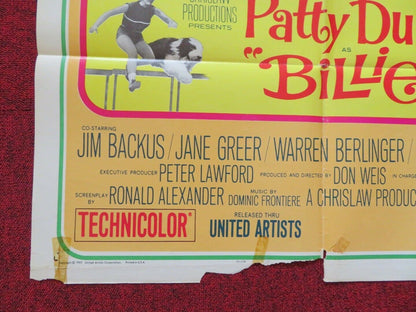 PRODUCTIONS
PRESENTS
Patty Du
AS
"BILLIE
CO-STARRING
JIM BACKUS/JANE GREER/WARREN BERLINGER/
EXECUTIVE PRODUCER PETER LAWFORD PRODUCED AND DIRECTED BY DON WEIS IN CHARGE
SCREENPLAY BY RONALD ALEXANDER MUSIC BY DOMINIC FRONTIERE A CHRISLAW PRODUC
TECHNICOLOR®
RELEASED THRU
UNITED ARTISTS